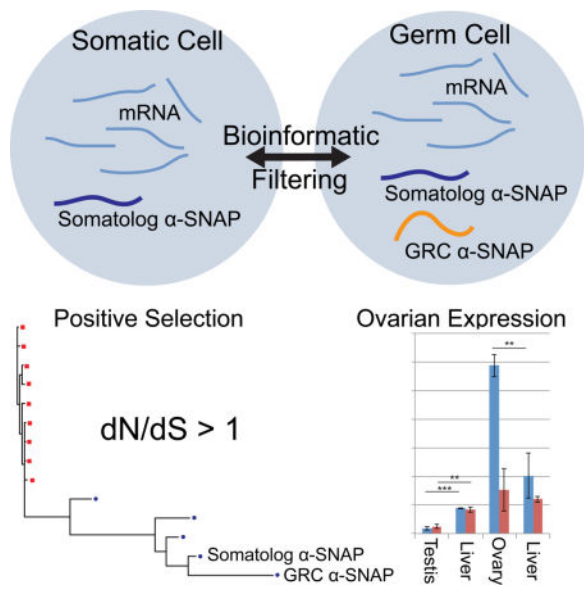 Somatic Cell
Germ Cell
mRNA
mRNA
Bioinformatic
Filtering
Somatolog α-SNAP
Somatolog α-SNAP
GRC α-SNAP
Positive Selection
dN/dS > 1
Somatolog α-SNAP
GRC α-SNAP
Ovarian Expression
**
**
***
Testis
Liver
Ovary
Liver